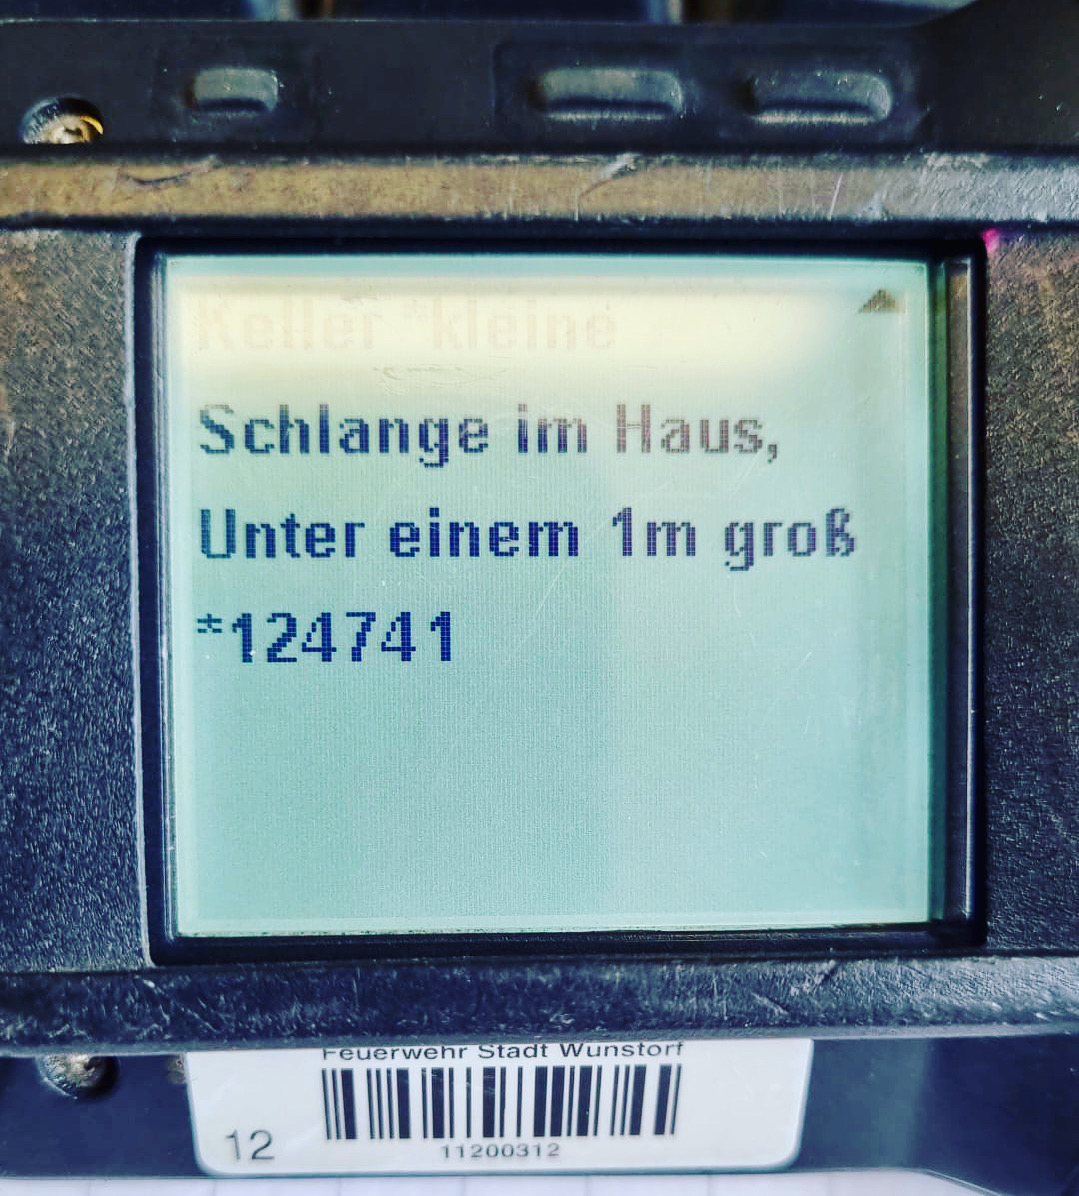 Keller *kleine
Schlange im Haus,
Unter einem 1m groß
*124741
Feuerwehr Stadt Wunstorf
12
11200312